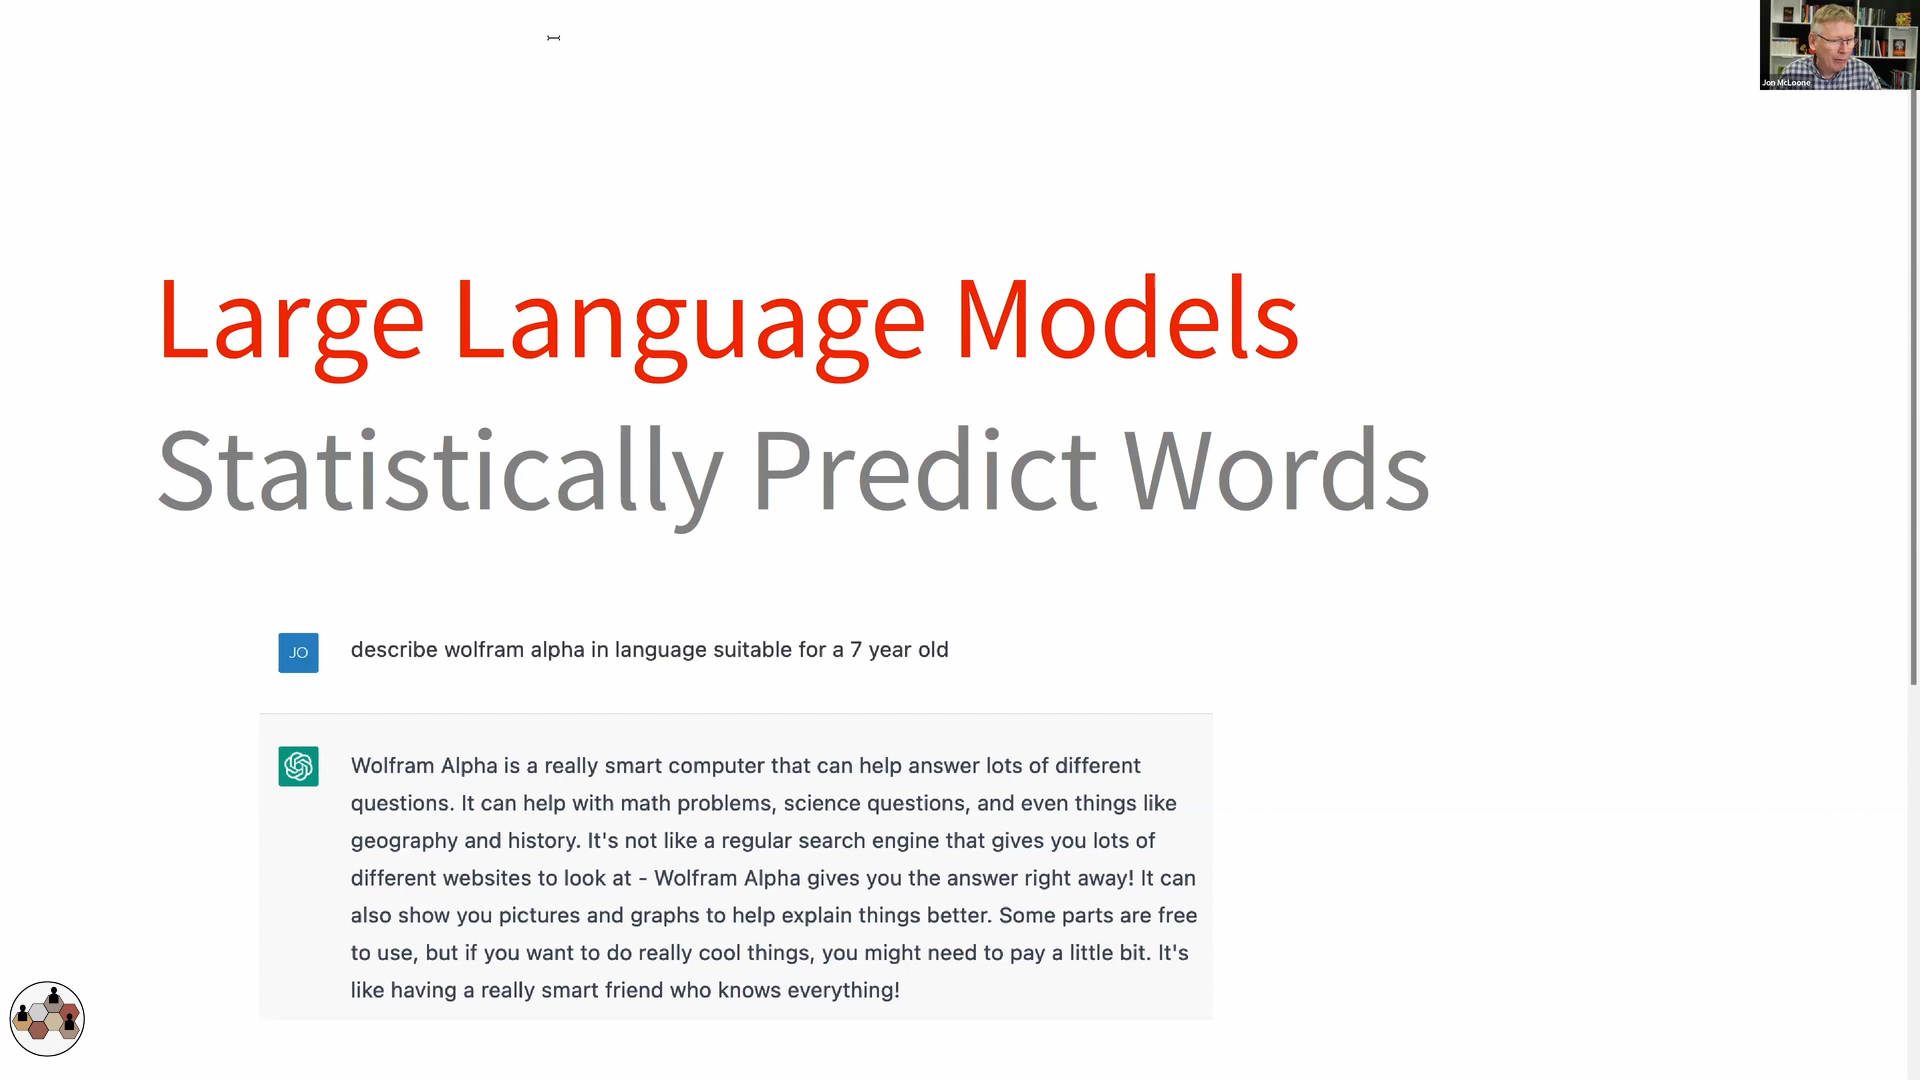 Jon McLoone
Large Language Models
Statistically Predict Words
JO
describe wolfram alpha in language suitable for a 7 year old
Wolfram Alpha is a really smart computer that can help answer lots of different
questions. It can help with math problems, science questions, and even things like
geography and history. It's not like a regular search engine that gives you lots of
different websites to look at - Wolfram Alpha gives you the answer right away! It can
also show you pictures and graphs to help explain things better. Some parts are free
to use, but if you want to do really cool things, you might need to pay a little bit. It's
like having a really smart friend who knows everything!